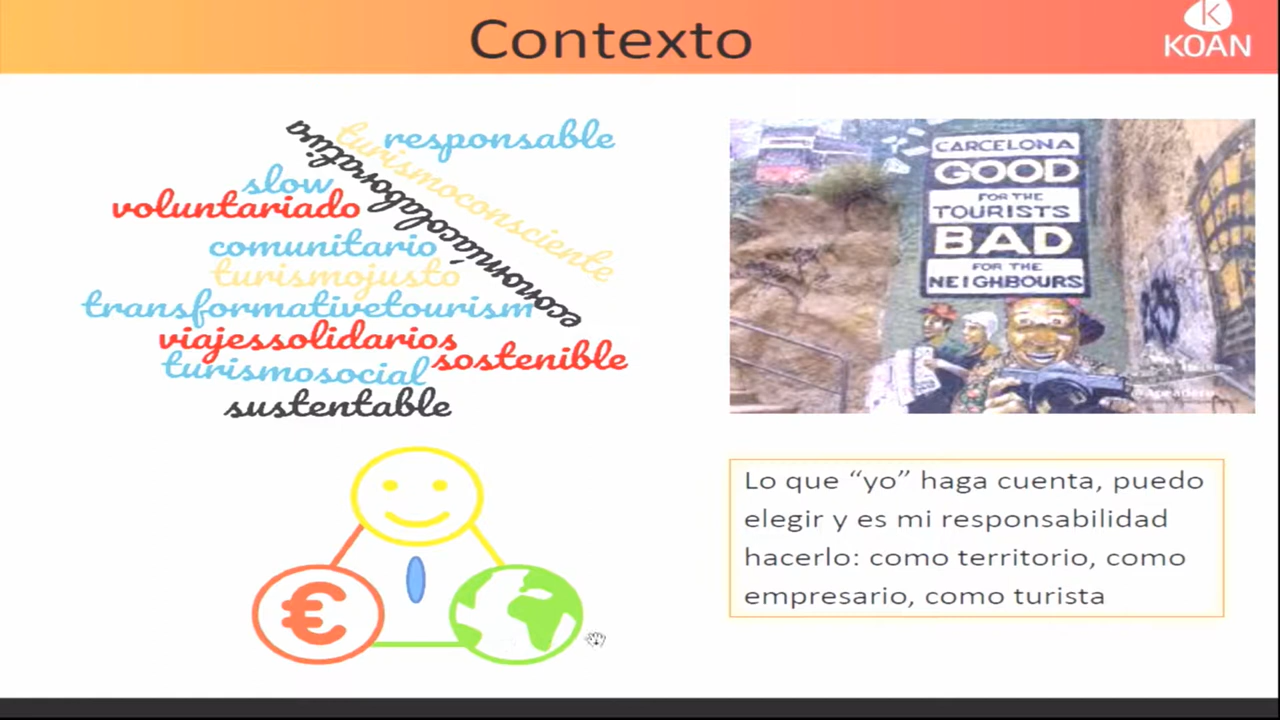 Contexto
K
KOAN
responsable
turismoconsciente
economíacolaborativa
slow
voluntariado
comunitario
turismojusto
transformativetourism
viajessolidarios
sostenible
turismosocial
sustentable
€
CARCELONA
GOOD
FOR THE
TOURISTS
BAD
FOR THE
NEIGHBOURS
Lo que “yo” haga cuenta, puedo
elegir y es mi responsabilidad
hacerlo: como territorio, como
empresario, como turista